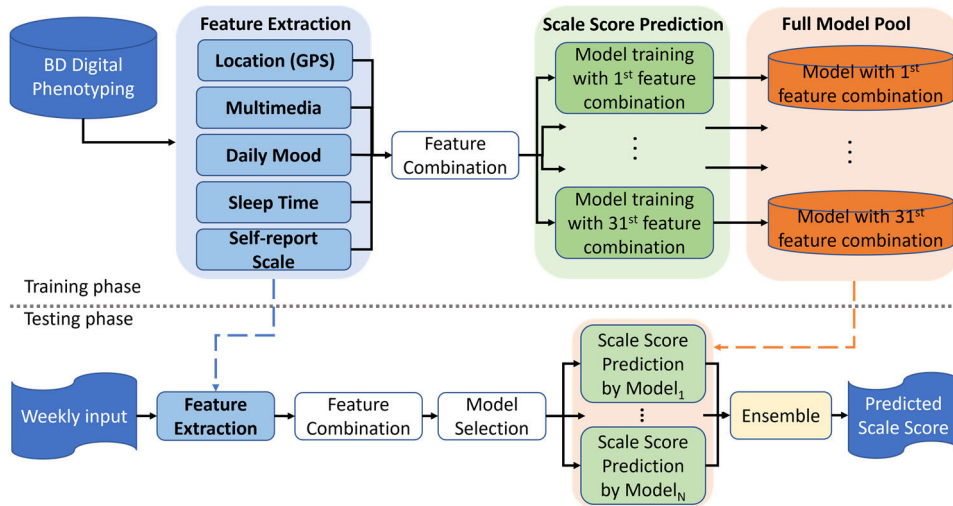 Feature Extraction
Scale Score Prediction
Full Model Pool
BD Digital
Phenotyping
Location (GPS)
Multimedia
Daily Mood
Sleep Time
Self-report
Scale
Feature
Combination
Model training
with 1st feature
combination
⋮
Model training
with 31st feature
combination
Model with 1st
feature combination
⋮
Model with 31st
feature combination
Training phase
Testing phase
Weekly input
Feature
Extraction
Feature
Combination
Model
Selection
Scale Score
Prediction
by Model1
⋮
Scale Score
Prediction
by ModelN
Ensemble
Predicted
Scale Score